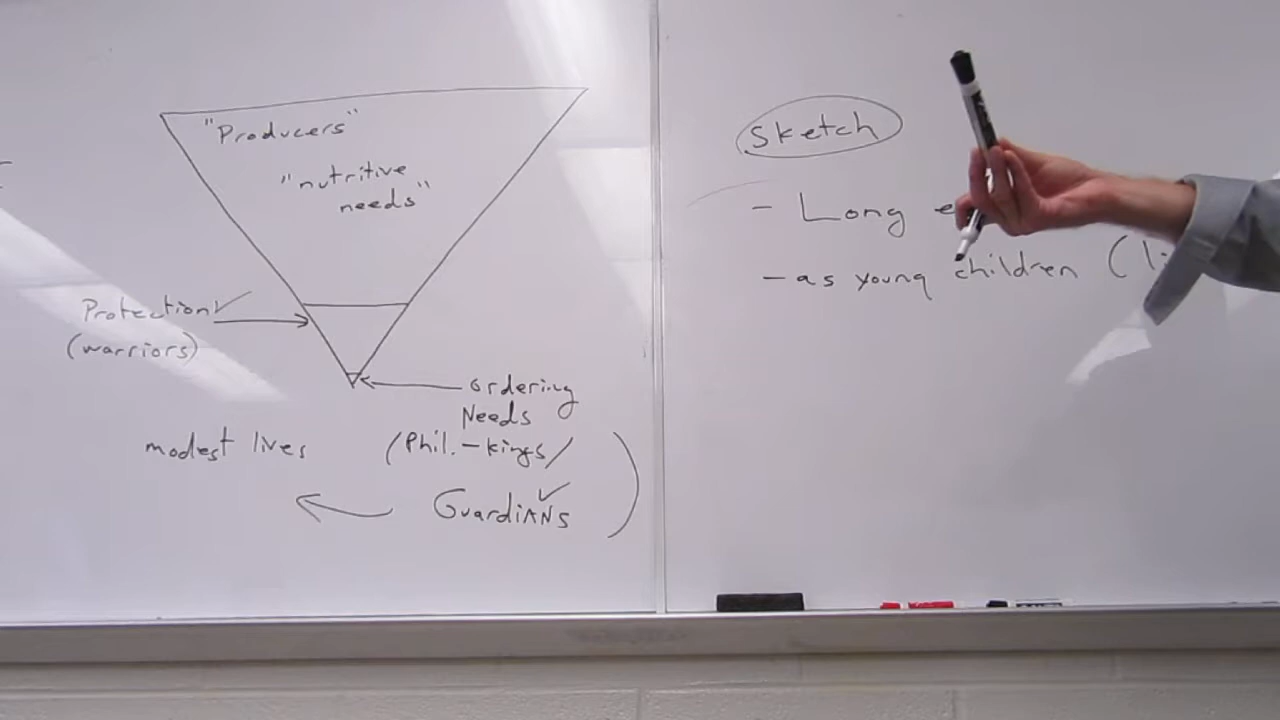 "Producers"
"nutritive
needs"
Protection✓
(warriors)
ordering
Needs
(Phil. - kings/
GuardiANs)
modest lives
Sketch
- Long
- as young children (